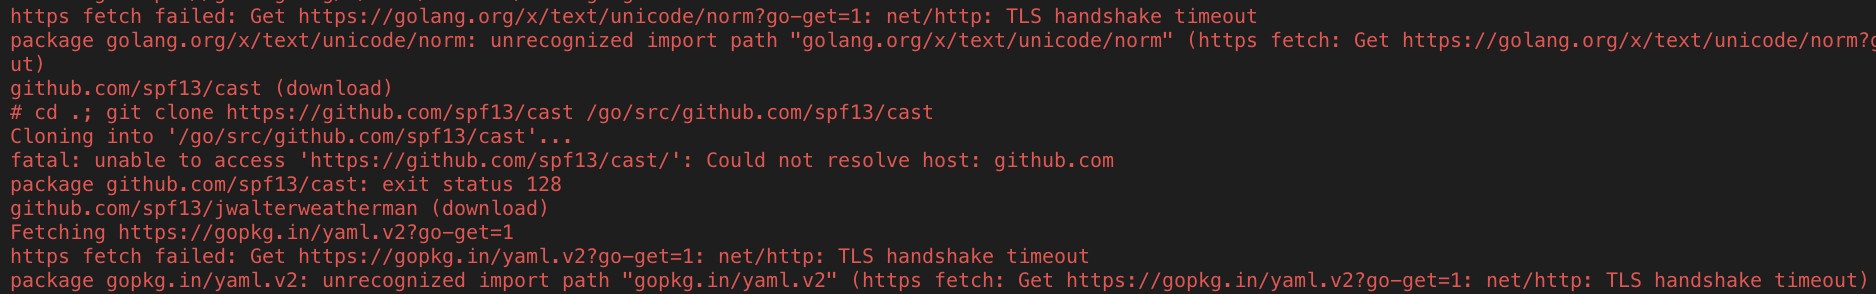 https fetch failed: Get https://golang.org/x/text/unicode/norm?go-get=1: net/http: TLS handshake timeout
package golang.org/x/text/unicode/norm: unrecognized import path "golang.org/x/text/unicode/norm" (https fetch: Get https://golang.org/x/text/unicode/norm?g
ut)
github.com/spf13/cast (download)
# cd .; git clone https://github.com/spf13/cast /go/src/github.com/spf13/cast
Cloning into '/go/src/github.com/spf13/cast'...
fatal: unable to access 'https://github.com/spf13/cast/': Could not resolve host: github.com
package github.com/spf13/cast: exit status 128
github.com/spf13/jwalterweatherman (download)
Fetching https://gopkg.in/yaml.v2?go-get=1
https fetch failed: Get https://gopkg.in/yaml.v2?go-get=1: net/http: TLS handshake timeout
package gopkg.in/yaml.v2: unrecognized import path "gopkg.in/yaml.v2" (https fetch: Get https://gopkg.in/yaml.v2?go-get=1: net/http: TLS handshake timeout)